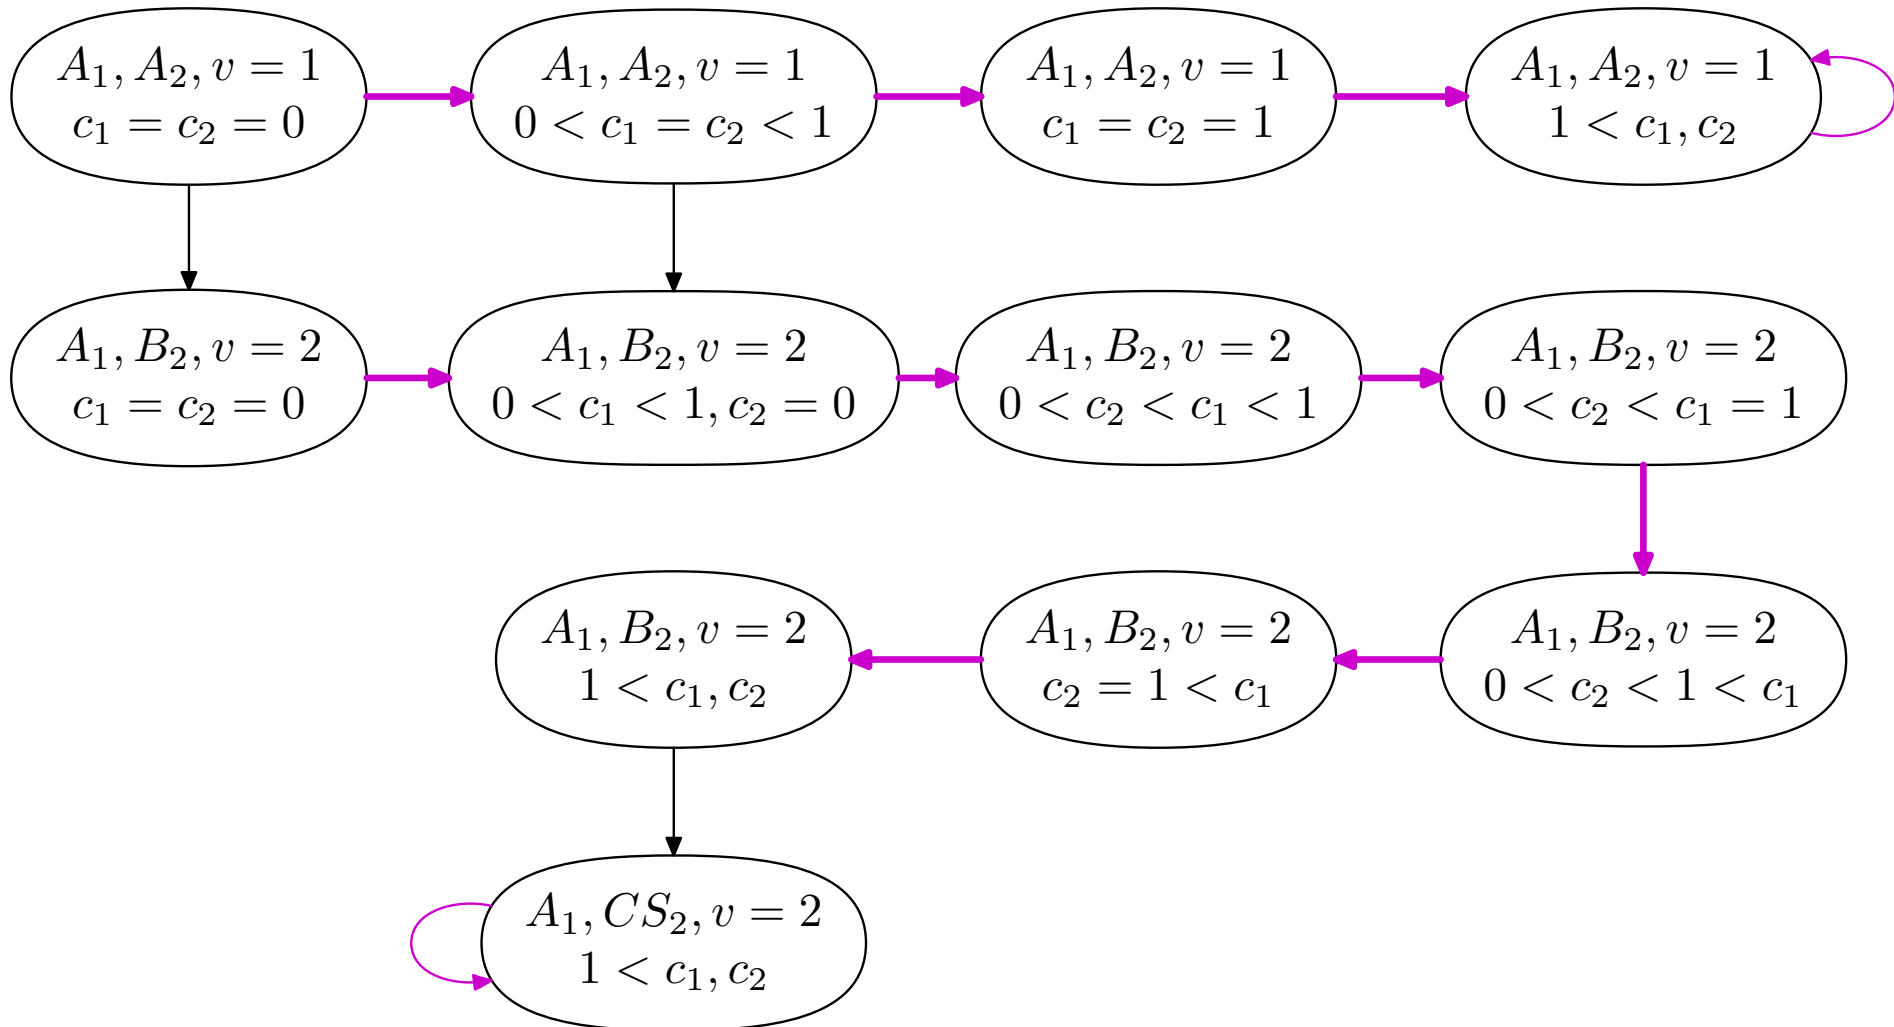 A₁, A₂, v = 1
c₁ = c₂ = 0
A₁, A₂, v = 1
0 < c₁ = c₂ < 1
A₁, A₂, v = 1
c₁ = c₂ = 1
A₁, A₂, v = 1
1 < c₁, c₂
A₁, B₂, v = 2
c₁ = c₂ = 0
A₁, B₂, v = 2
0 < c₁ < 1, c₂ = 0
A₁, B₂, v = 2
0 < c₂ < c₁ < 1
A₁, B₂, v = 2
0 < c₂ < c₁ = 1
A₁, B₂, v = 2
1 < c₁, c₂
A₁, B₂, v = 2
c₂ = 1 < c₁
A₁, B₂, v = 2
0 < c₂ < 1 < c₁
A₁, CS₂, v = 2
1 < c₁, c₂